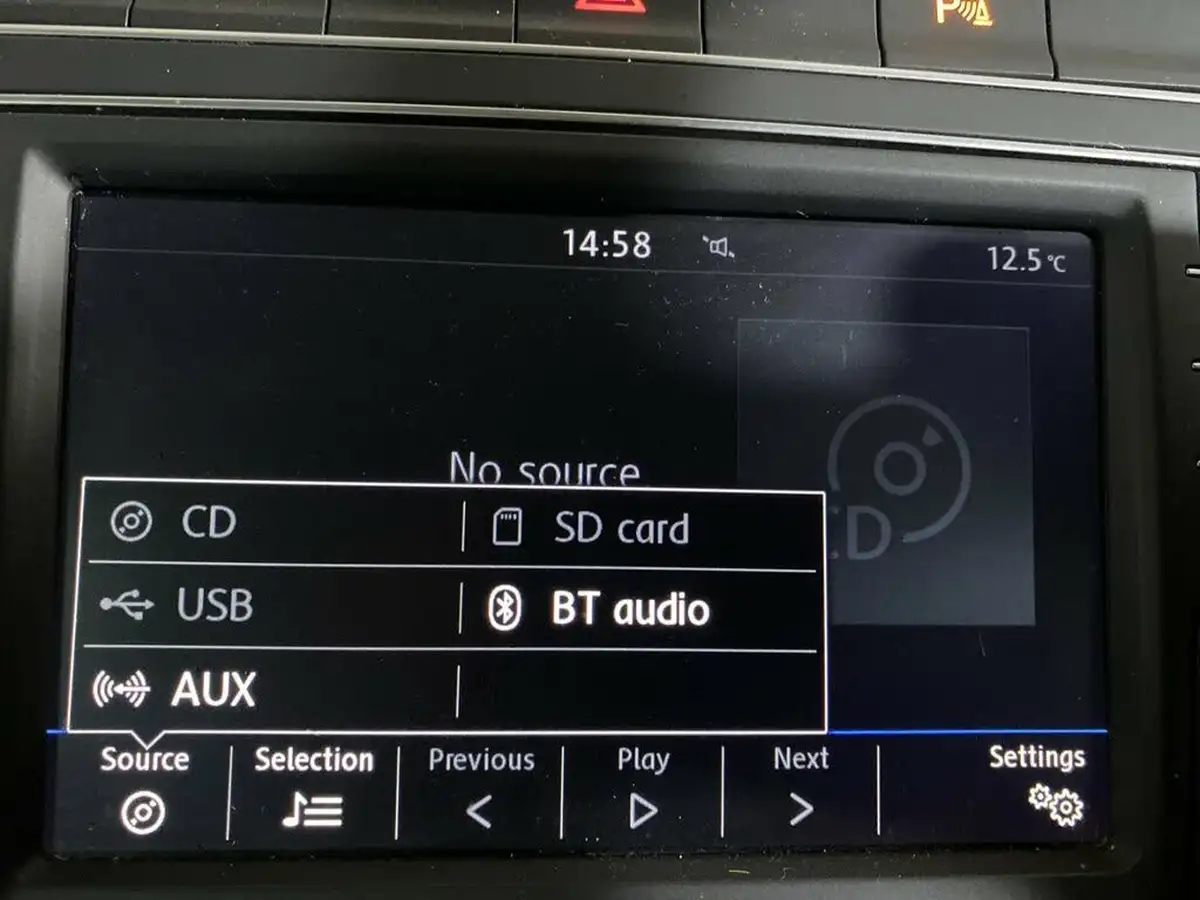 P
14:58
12.5 °C
No source
CD
CD
SD card
USB
BT audio
AUX
Source
Selection
Previous
Play
Next
Settings